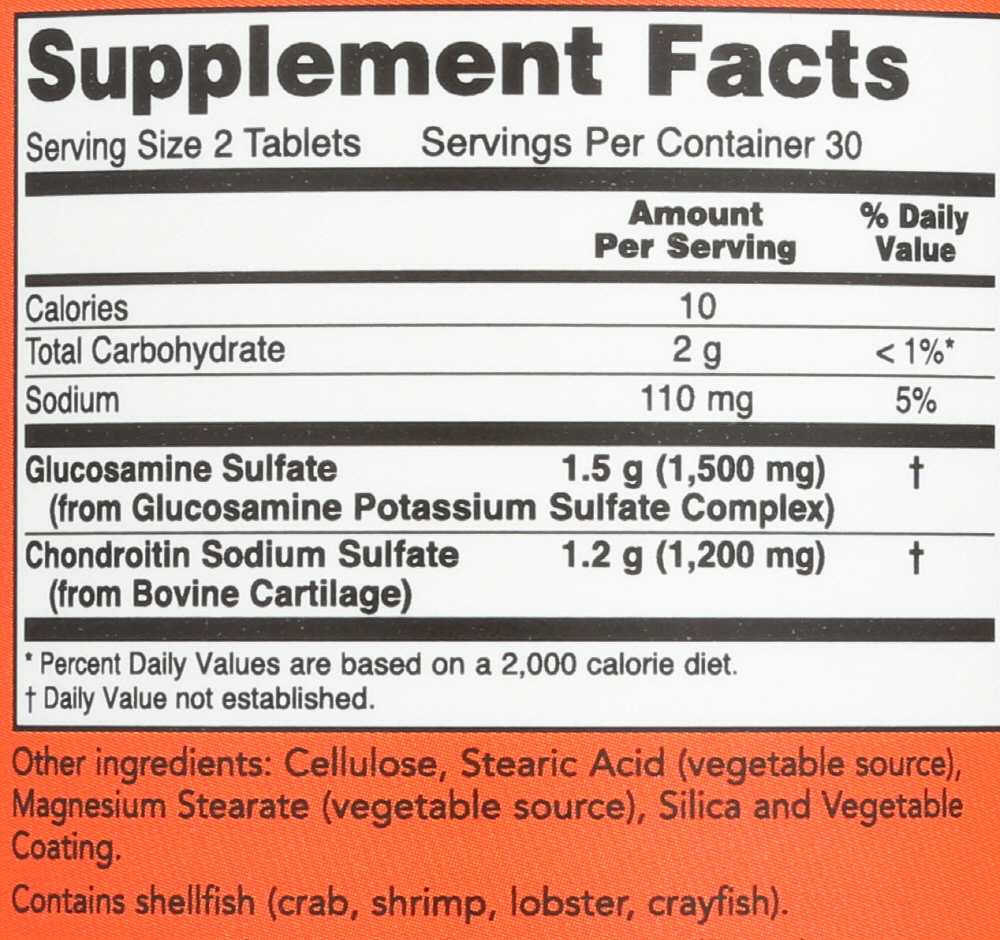 Supplement Facts
Serving Size 2 Tablets Servings Per Container 30
Amount % Daily
Per Serving Value
Calories 10
Total Carbohydrate 2 g < 1%*
Sodium 110 mg 5%
Glucosamine Sulfate 1.5 g (1,500 mg) †
(from Glucosamine Potassium Sulfate Complex)
Chondroitin Sodium Sulfate 1.2 g (1,200 mg) †
(from Bovine Cartilage)
* Percent Daily Values are based on a 2,000 calorie diet.
† Daily Value not established.
Other ingredients: Cellulose, Stearic Acid (vegetable source),
Magnesium Stearate (vegetable source), Silica and Vegetable
Coating.
Contains shellfish (crab, shrimp, lobster, crayfish).